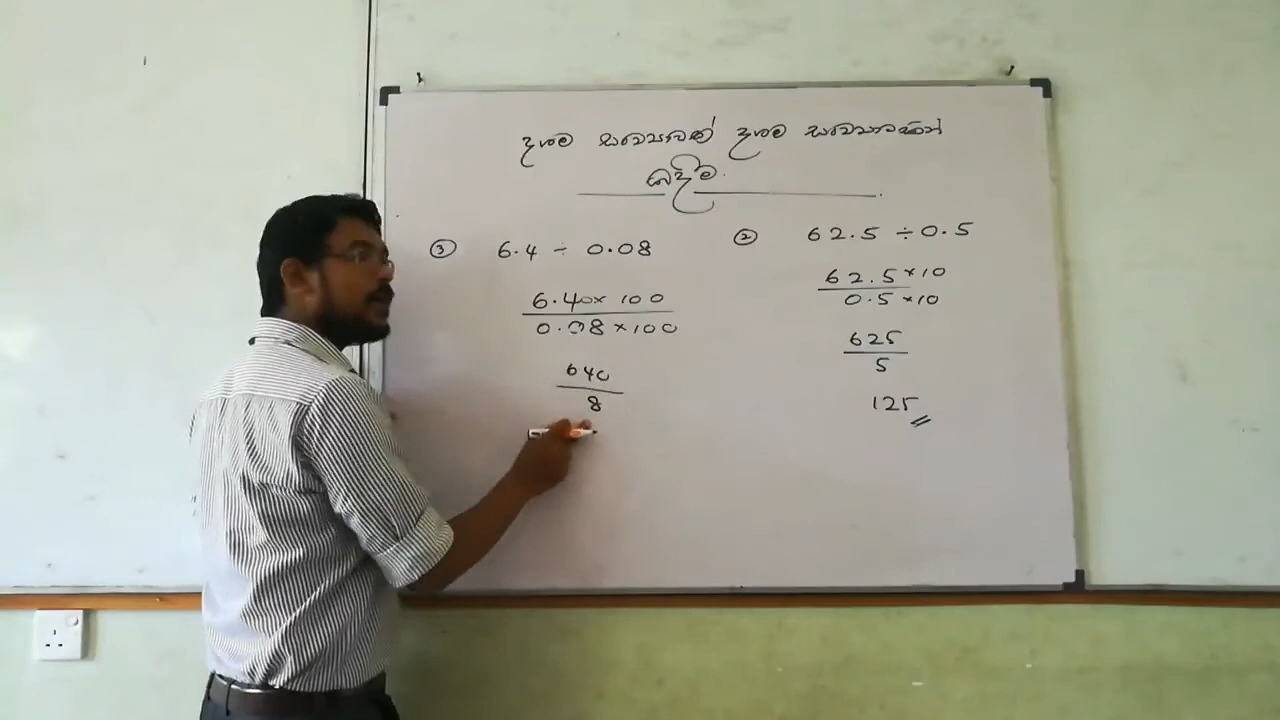 දශම සංඛ්‍යාවක් දශම සංඛ්‍යාවකින්
බෙදීම.
③ 6.4 ÷ 0.08
6.40 × 100
0.08 × 100
640
8
② 62.5 ÷ 0.5
62.5 × 10
0.5 × 10
625
5
125